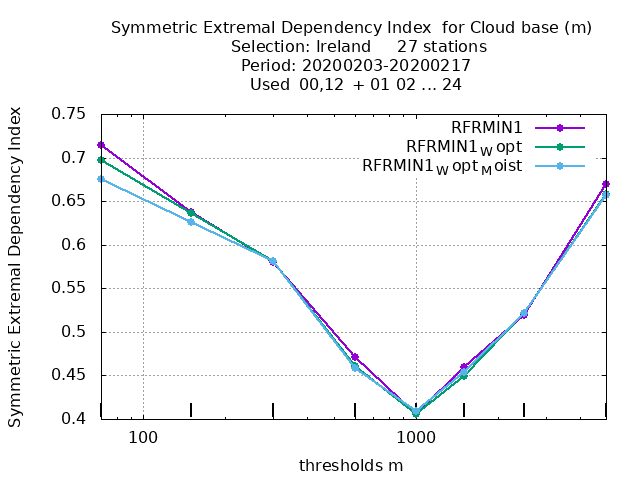 Symmetric Extremal Dependency Index for Cloud base (m)
Selection: Ireland 27 stations
Period: 20200203-20200217
Used 00,12 + 01 02 ... 24
Symmetric Extremal Dependency Index
0.75
0.7
0.65
0.6
0.55
0.5
0.45
0.4
RFRMIN1
RFRMIN1Wopt
RFRMIN1WoptMoist
100 1000
thresholds m